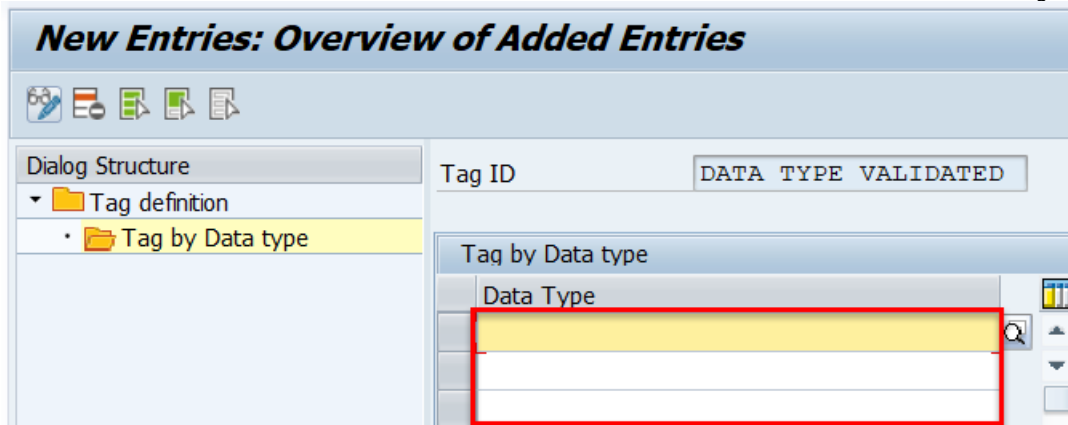 New Entries: Overview of Added Entries
Dialog Structure
Tag definition
Tag by Data type
Tag ID DATA TYPE VALIDATED
Tag by Data type
Data Type